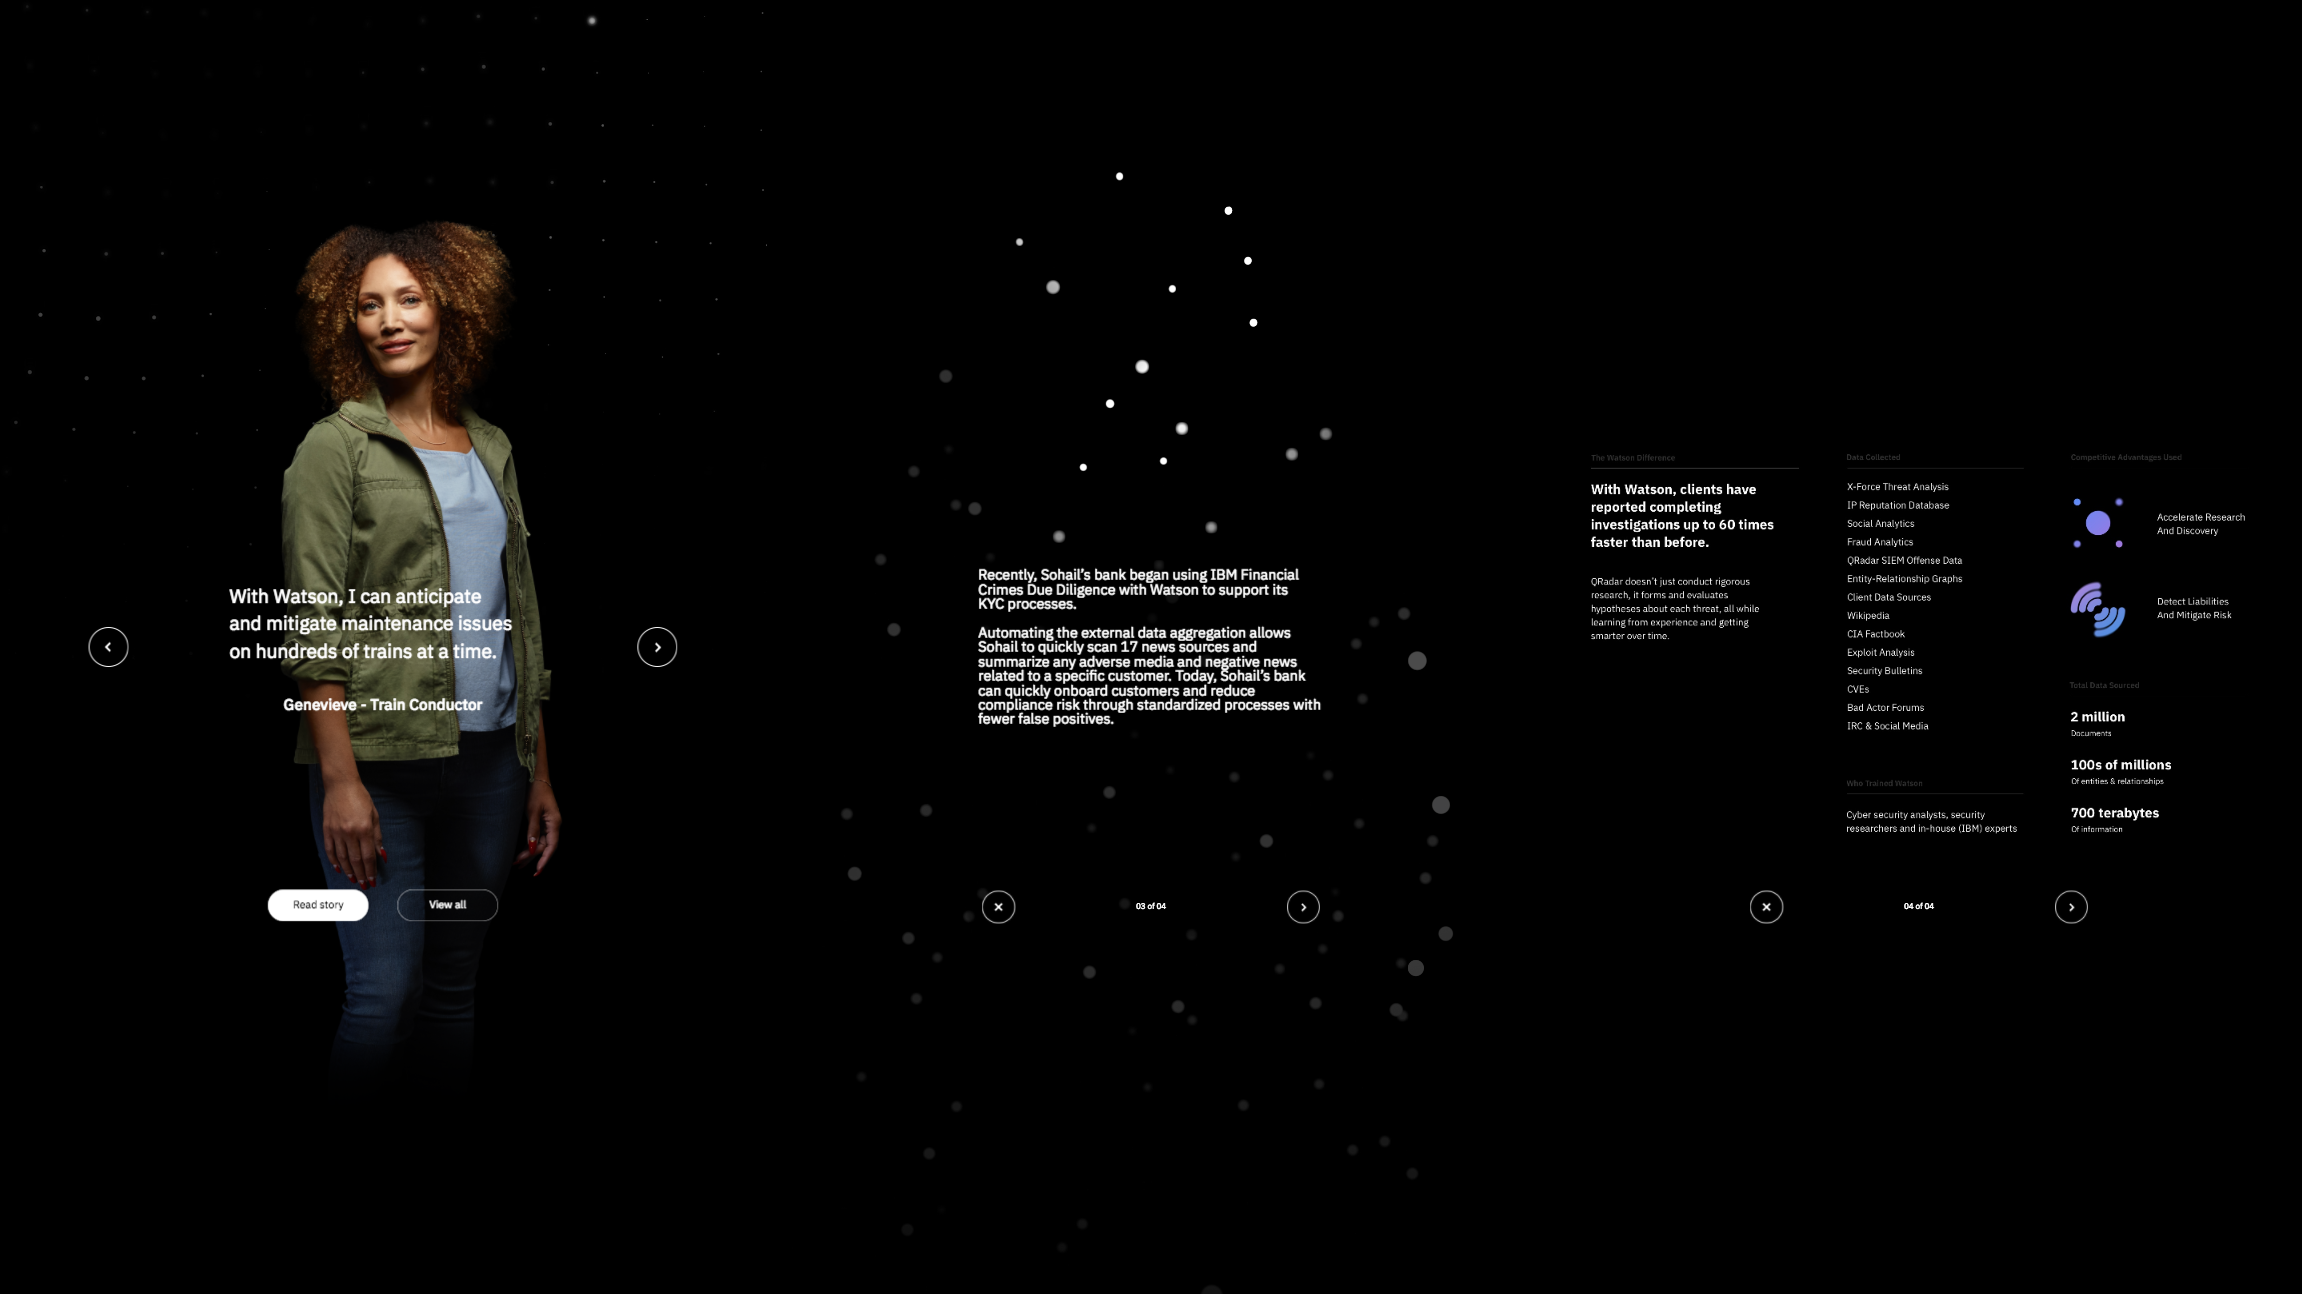 With Watson, I can anticipate
and mitigate maintenance issues
on hundreds of trains at a time.
Genevieve - Train Conductor
Read story
View all
Recently, Sohail's bank began using IBM Financial
Crimes Due Diligence with Watson to support its
KYC processes.
Automating the external data aggregation allows
Sohail to quickly scan 17 news sources and
summarize any adverse media and negative news
related to a specific customer. Today, Sohail's bank
can quickly onboard customers and reduce
compliance risk through standardized processes with
fewer false positives.
03 of 04
The Watson Difference
With Watson, clients have
reported completing
investigations up to 60 times
faster than before.
QRadar doesn't just conduct rigorous
research, it forms and evaluates
hypotheses about each threat, all while
learning from experience and getting
smarter over time.
Data Collected
X-Force Threat Analysis
IP Reputation Database
Social Analytics
Fraud Analytics
QRadar SIEM Offense Data
Entity-Relationship Graphs
Client Data Sources
Wikipedia
CIA Factbook
Exploit Analysis
Security Bulletins
CVEs
Bad Actor Forums
IRC & Social Media
Who Trained Watson
Cyber security analysts, security
researchers and in-house (IBM) experts
Competitive Advantages Used
Accelerate Research
And Discovery
Detect Liabilities
And Mitigate Risk
Total Data Sourced
2 million
Documents
100s of millions
Of entities & relationships
700 terabytes
Of information
04 of 04